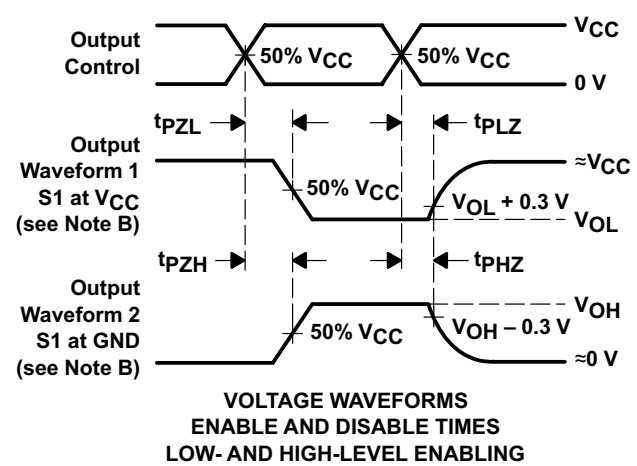 Output
Control
50% VCC
50% VCC
VCC
0 V
tPZL
tPLZ
Output
Waveform 1
S1 at VCC
(see Note B)
50% VCC
≈VCC
VOL + 0.3 V
VOL
tPZH
tPHZ
Output
Waveform 2
S1 at GND
(see Note B)
50% VCC
VOH
VOH – 0.3 V
≈0 V
VOLTAGE WAVEFORMS
ENABLE AND DISABLE TIMES
LOW- AND HIGH-LEVEL ENABLING